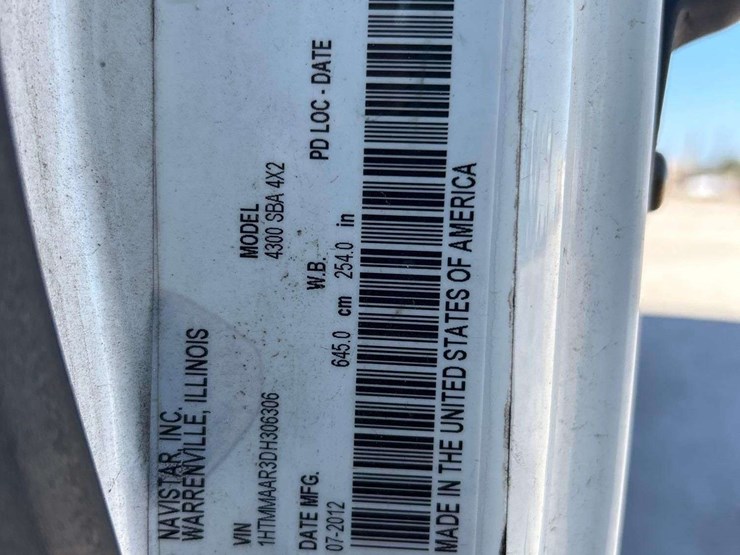 NAVISTAR, INC.
WARRENVILLE, ILLINOIS
VIN MODEL
1HTMMAAR3DH306306 4300 SBA 4X2
DATE MFG. W.B. PD LOC - DATE
07-2012 645.0 cm 254.0 in
MADE IN THE UNITED STATES OF AMERICA